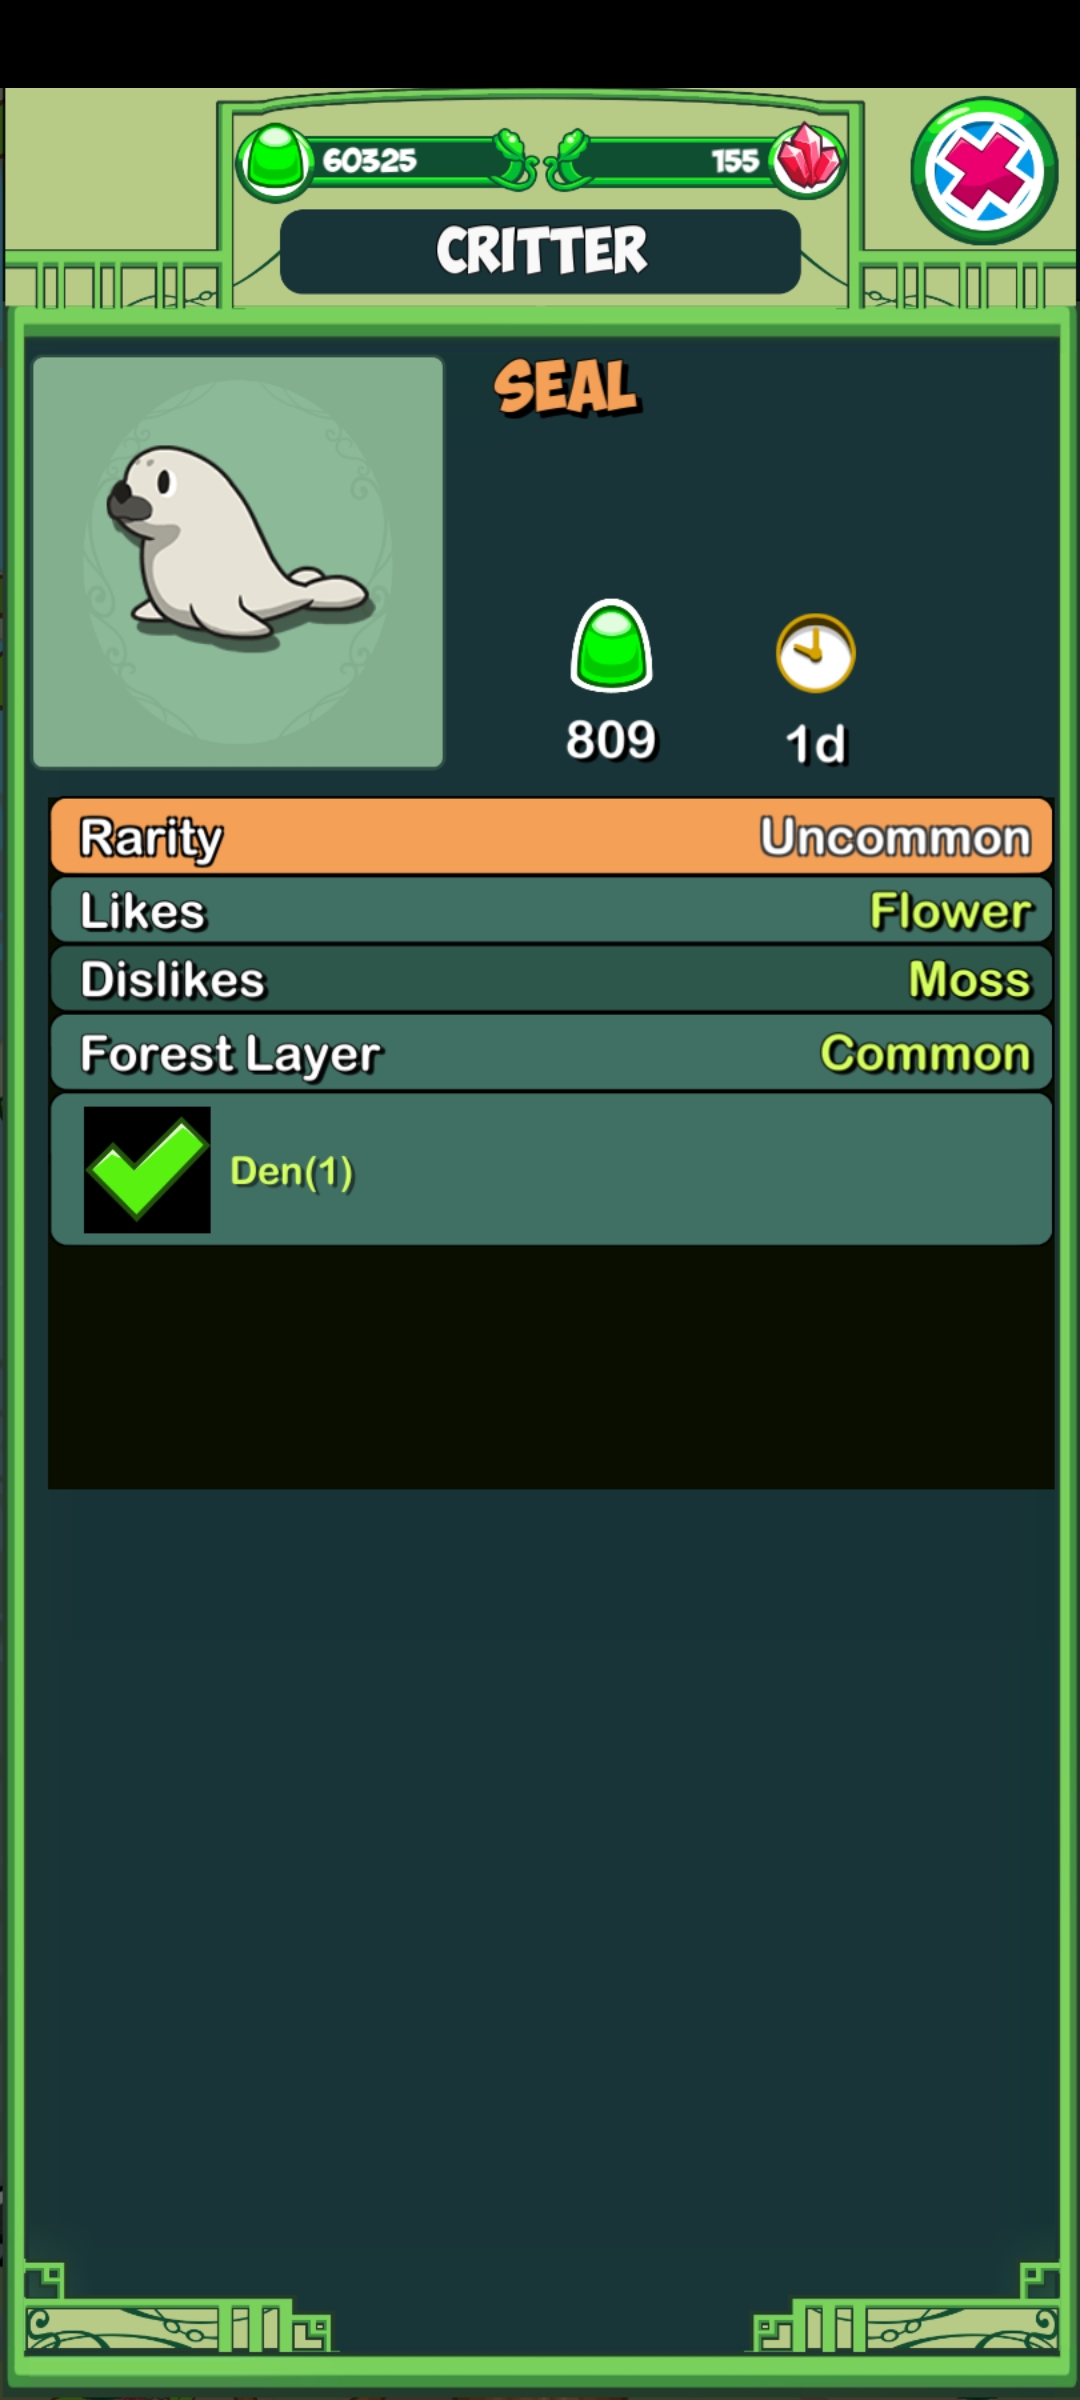 60325 155
CRITTER
SEAL
809 1d
Rarity Uncommon
Likes Flower
Dislikes Moss
Forest Layer Common
Den(1)